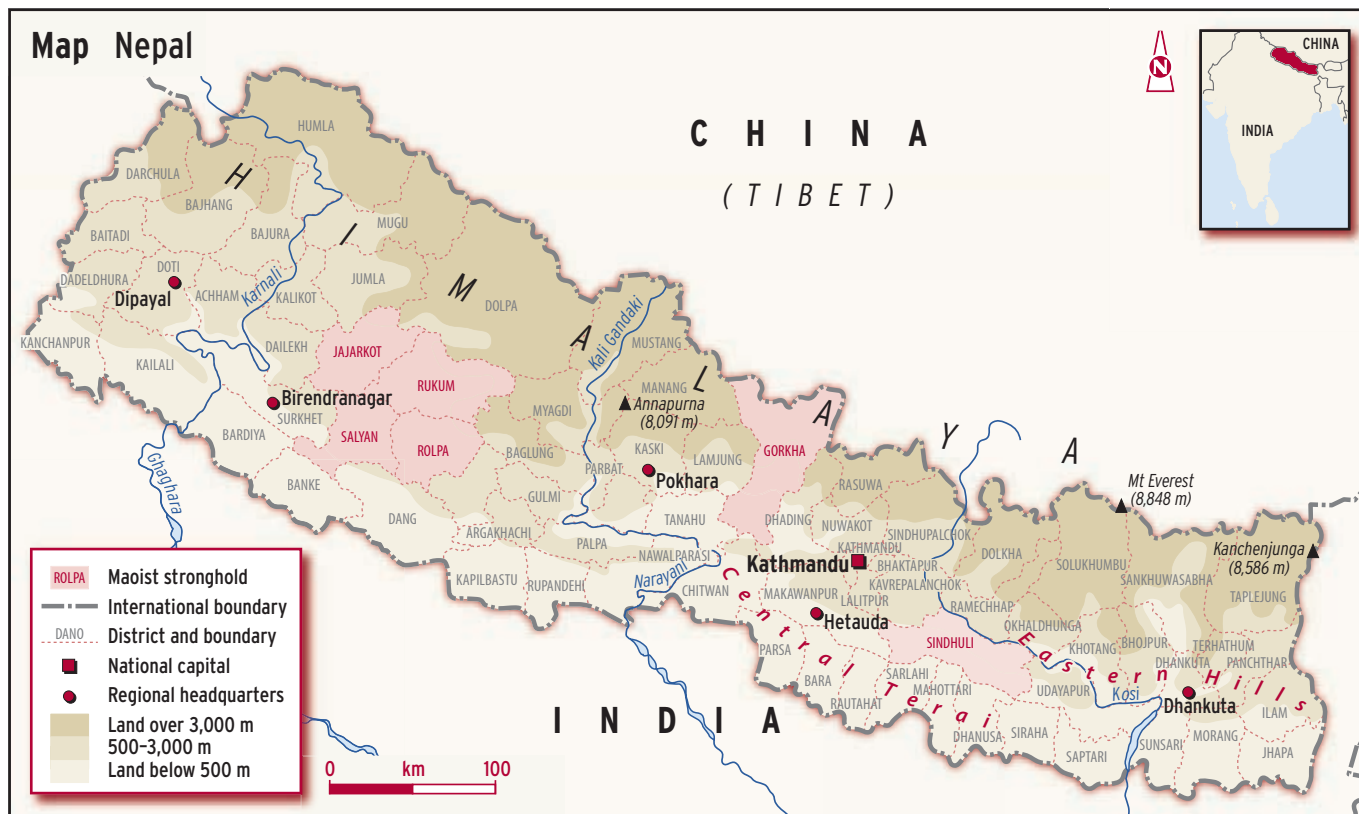 Map Nepal
N
CHINA
INDIA
CHINA
(TIBET)
HIMALAYA
HUMLA
DARCHULA
BAJHANG
MUGU
BAITADI
BAJURA
DOTI
JUMLA
DADELDHURA
Dipayal
ACHHAM
Karnali
KALIKOT
DOLPA
Kali Gandaki
KANCHANPUR
KAILALI
DAILEKH
JAJARKOT
MUSTANG
RUKUM
MANANG
Birendranagar
SURKHET
MYAGDI
Annapurna
(8,091 m)
BARDIYA
SALYAN
ROLPA
BAGLUNG
PARBAT
KASKI
LAMJUNG
GORKHA
Pokhara
Ghaghara
BANKE
GULMI
RASUWA
Mt Everest
(8,848 m)
DANG
ARGAKHACHI
TANAHU
DHADING
NUWAKOT
SINDHUPALCHOK
PALPA
NAWALPARASI
KATHMANDU
DOLKHA
SOLUKHUMBU
Kanchenjunga
(8,586 m)
KAPILBASTU
RUPANDEHI
Narayani
CHITWAN
Kathmandu
BHAKTAPUR
KAVREPALANCHOK
SANKHUWASABHA
TAPLEJUNG
MAKAWANPUR
LALITPUR
RAMECHHAP
OKHALDHUNGA
Hetauda
SINDHULI
KHOTANG
BHOJPUR
TERHATHUM
PANCHTHAR
DHANKUTA
PARSA
BARA
RAUTAHAT
SARLAHI
MAHOTTARI
DHANUSA
SIRAHA
UDAYAPUR
Kosi
Dhankuta
ILAM
SAPTARI
SUNSARI
MORANG
JHAPA
Central Terai
Eastern Hills
INDIA
ROLPA Maoist stronghold
International boundary
DANO District and boundary
National capital
Regional headquarters
Land over 3,000 m
500–3,000 m
Land below 500 m
0 km 100